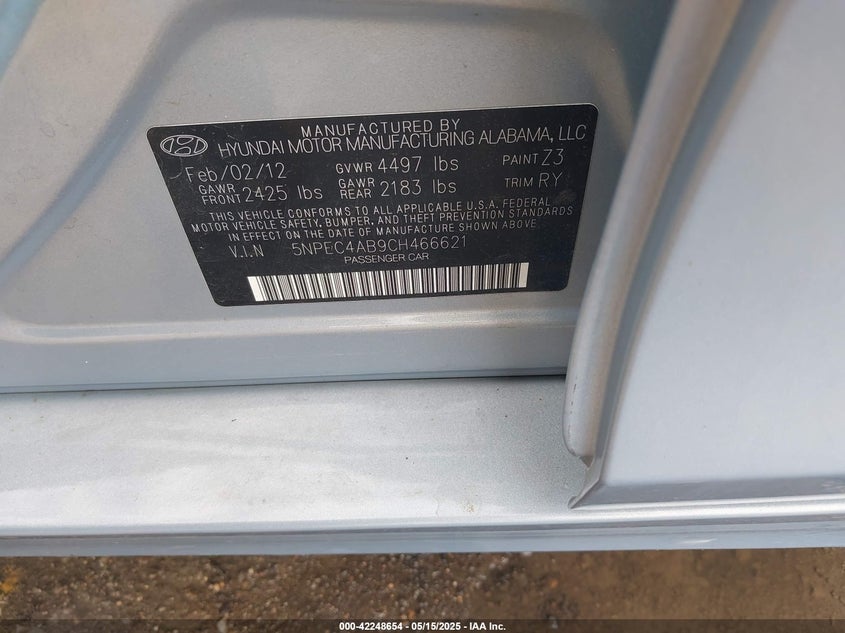 MANUFACTURED BY
HYUNDAI MOTOR MANUFACTURING ALABAMA, LLC
Feb/02/12 GVWR 4497 lbs PAINT Z3
GAWR FRONT 2425 lbs GAWR REAR 2183 lbs TRIM RY
THIS VEHICLE CONFORMS TO ALL APPLICABLE U.S.A. FEDERAL
MOTOR VEHICLE SAFETY, BUMPER, AND THEFT PREVENTION STANDARDS
IN EFFECT ON THE DATE OF MANUFACTURE SHOWN ABOVE.
V.I.N 5NPEC4AB9CH466621
PASSENGER CAR
000-42248654 - 05/15/2025 - IAA Inc.